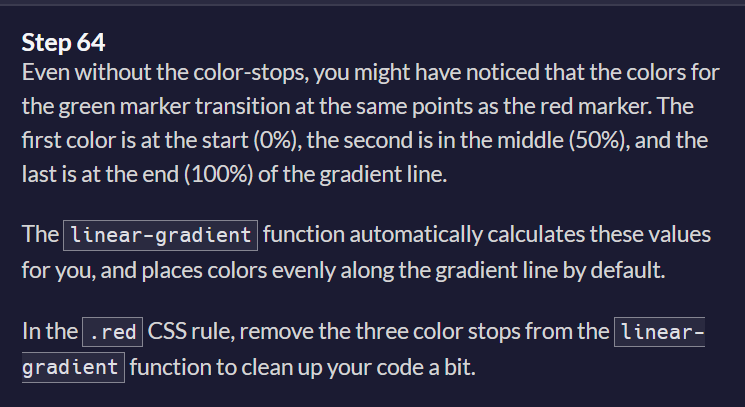 Step 64
Even without the color-stops, you might have noticed that the colors for
the green marker transition at the same points as the red marker. The
first color is at the start (0%), the second is in the middle (50%), and the
last is at the end (100%) of the gradient line.
The linear-gradient function automatically calculates these values
for you, and places colors evenly along the gradient line by default.
In the .red CSS rule, remove the three color stops from the linear-
gradient function to clean up your code a bit.